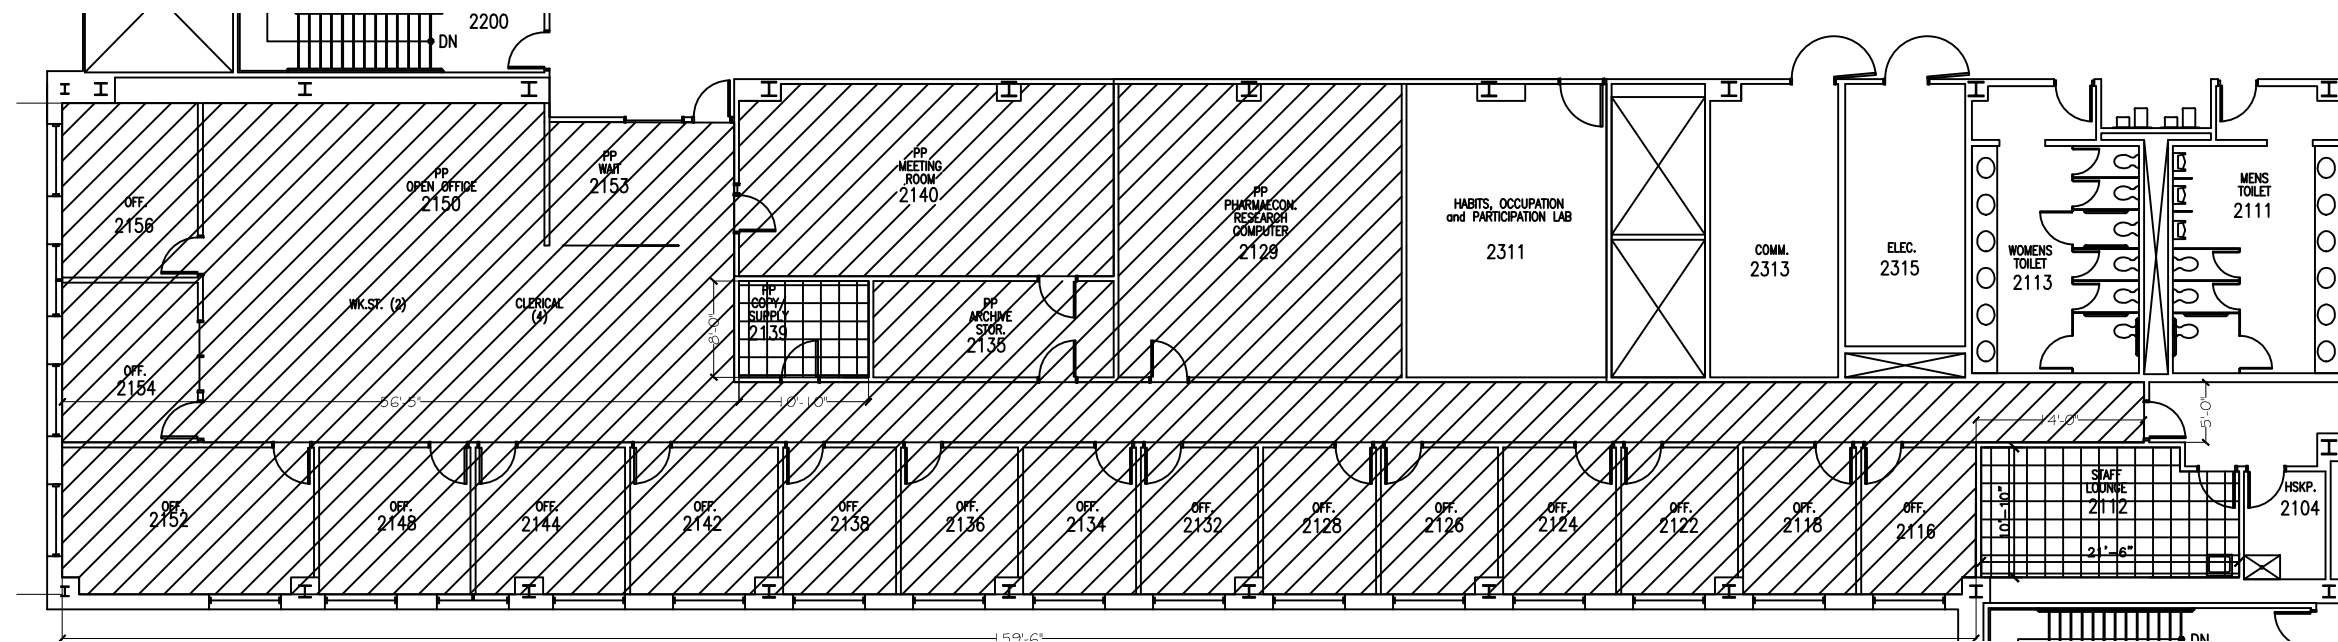 2200
DN
OFF.
2156
PP
OPEN OFFICE
2150
PP
WAIT
2153
PP
MEETING
ROOM
2140
PP
PHARMAECON.
RESEARCH
COMPUTER
2129
HABITS, OCCUPATION
and PARTICIPATION LAB
2311
COMM.
2313
ELEC.
2315
WOMENS
TOILET
2113
MENS
TOILET
2111
WK.ST. (2)
CLERICAL
(4)
8'-0"
PP
COPY/
SUPPLY
2139
PP
ARCHIVE
STOR.
2135
OFF.
2154
56'-5"
10'-10"
14'-0"
5'-0"
OFF.
2152
OFF.
2148
OFF.
2144
OFF.
2142
OFF.
2138
OFF.
2136
OFF.
2134
OFF.
2132
OFF.
2128
OFF.
2126
OFF.
2124
OFF.
2122
OFF.
2118
OFF.
2116
10'-10"
STAFF
LOUNGE
2112
21'-6"
HSKP.
2104
159'-6"
DN